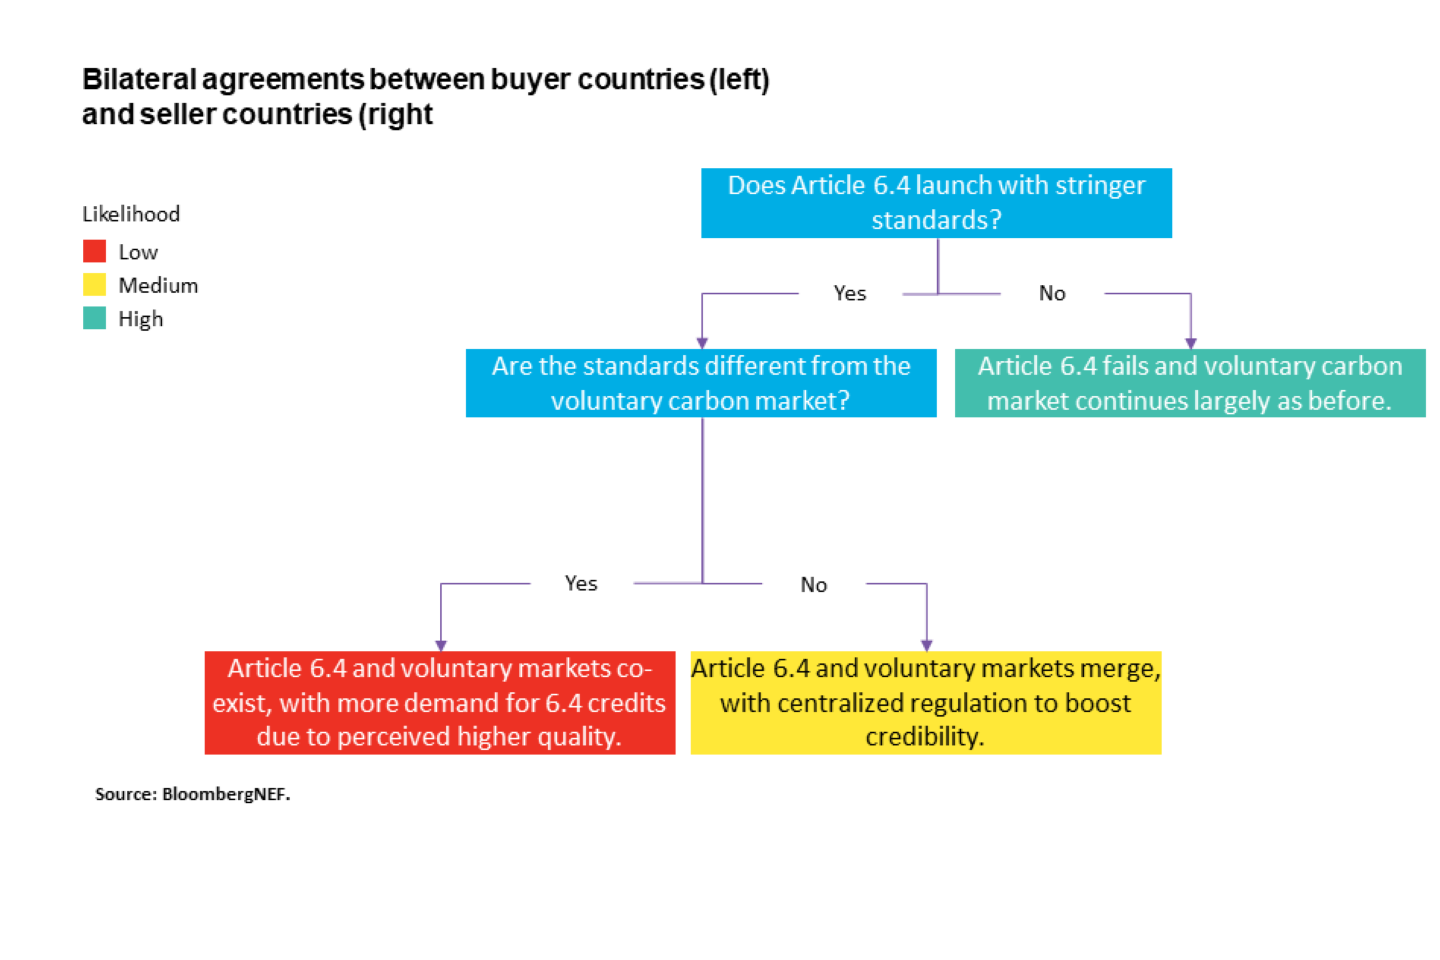 Bilateral agreements between buyer countries (left)
and seller countries (right
Likelihood
Low
Medium
High
Does Article 6.4 launch with stringer
standards?
Yes
No
Are the standards different from the
voluntary carbon market?
Article 6.4 fails and voluntary carbon
market continues largely as before.
Yes
No
Article 6.4 and voluntary markets co-
exist, with more demand for 6.4 credits
due to perceived higher quality.
Article 6.4 and voluntary markets merge,
with centralized regulation to boost
credibility.
Source: BloombergNEF.